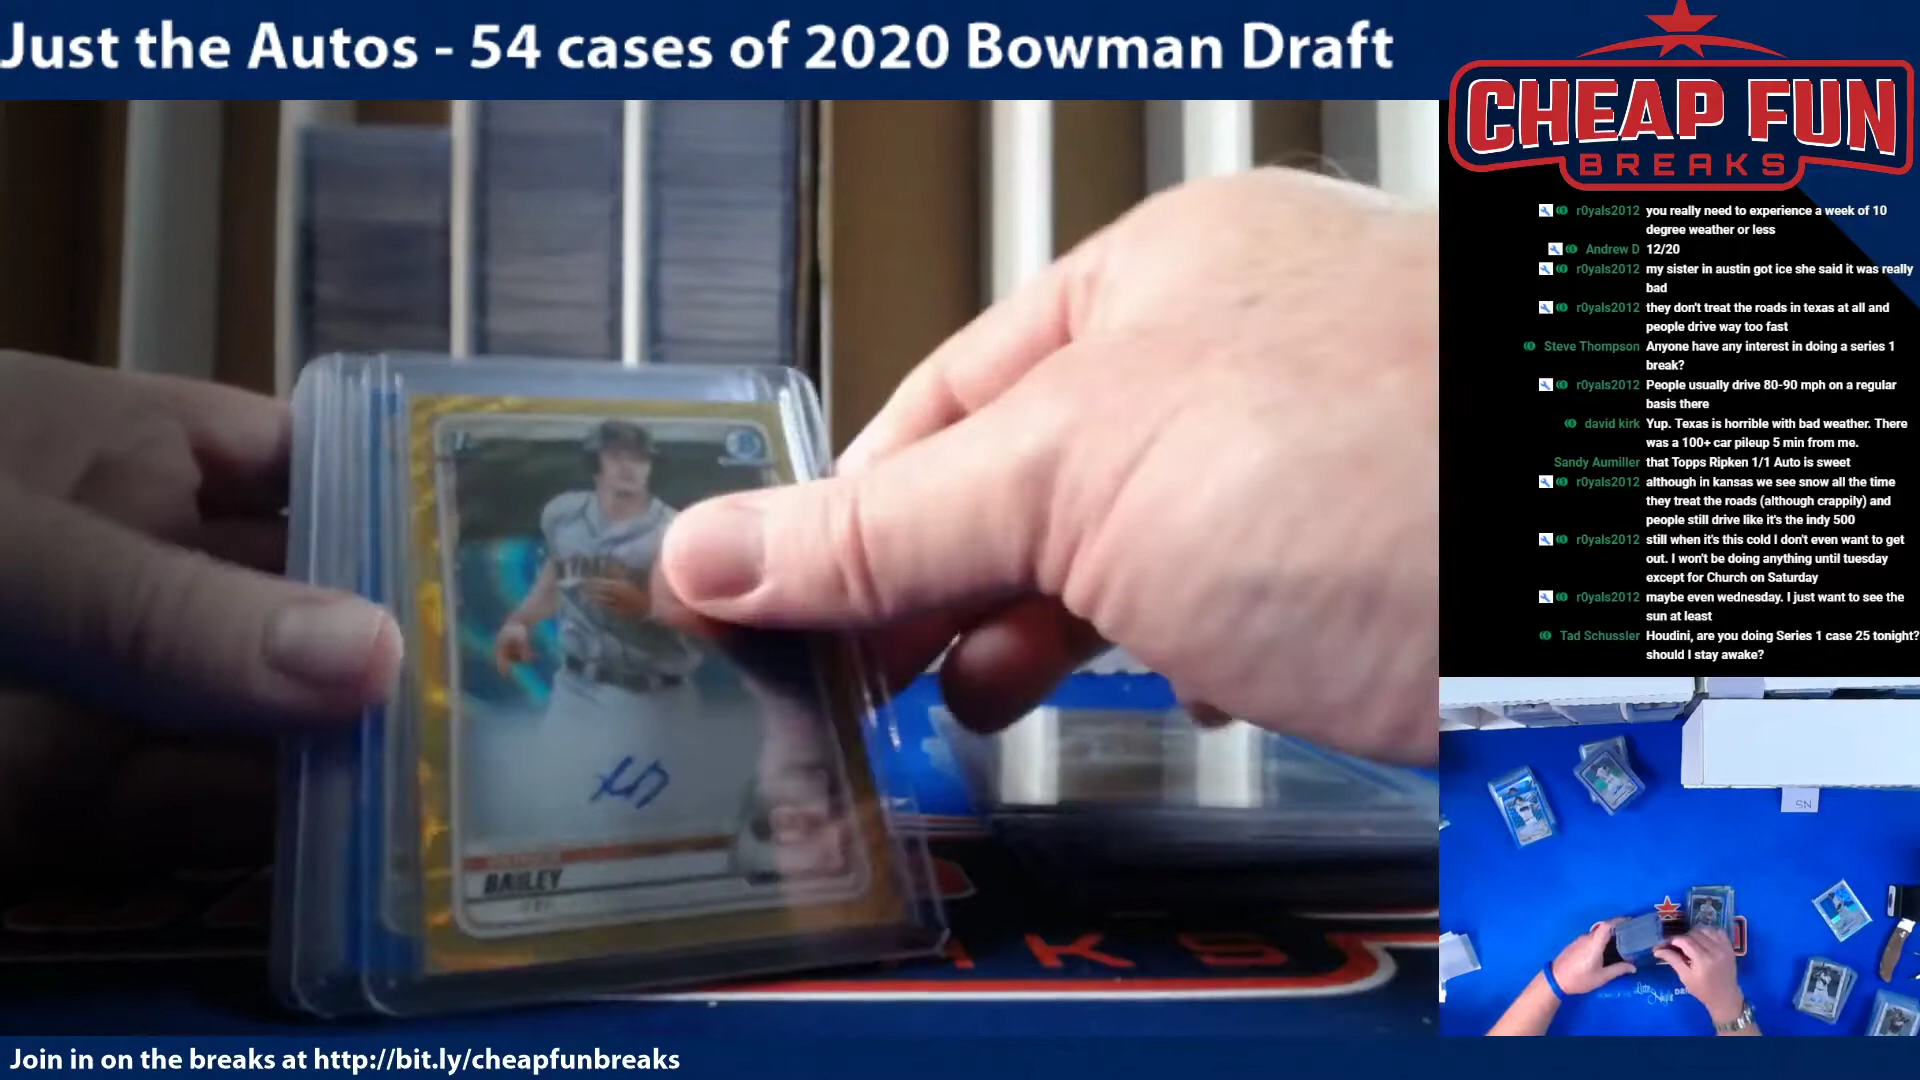 Just the Autos - 54 cases of 2020 Bowman Draft
CHEAP FUN
BREAKS
r0yals2012 you really need to experience a week of 10
degree weather or less
Andrew D 12/20
r0yals2012 my sister in austin got ice she said it was really
bad
r0yals2012 they don't treat the roads in texas at all and
people drive way too fast
Steve Thompson Anyone have any interest in doing a series 1
break?
r0yals2012 People usually drive 80-90 mph on a regular
basis there
david kirk Yup. Texas is horrible with bad weather. There
was a 100+ car pileup 5 min from me.
Sandy Aumiller that Topps Ripken 1/1 Auto is sweet
r0yals2012 although in kansas we see snow all the time
they treat the roads (although crappily) and
people still drive like it's the indy 500
r0yals2012 still when it's this cold I don't even want to get
out. I won't be doing anything until tuesday
except for Church on Saturday
r0yals2012 maybe even wednesday. I just want to see the
sun at least
Tad Schussler Houdini, are you doing Series 1 case 25 tonight?
should I stay awake?
BAILEY
Join in on the breaks at http://bit.ly/cheapfunbreaks